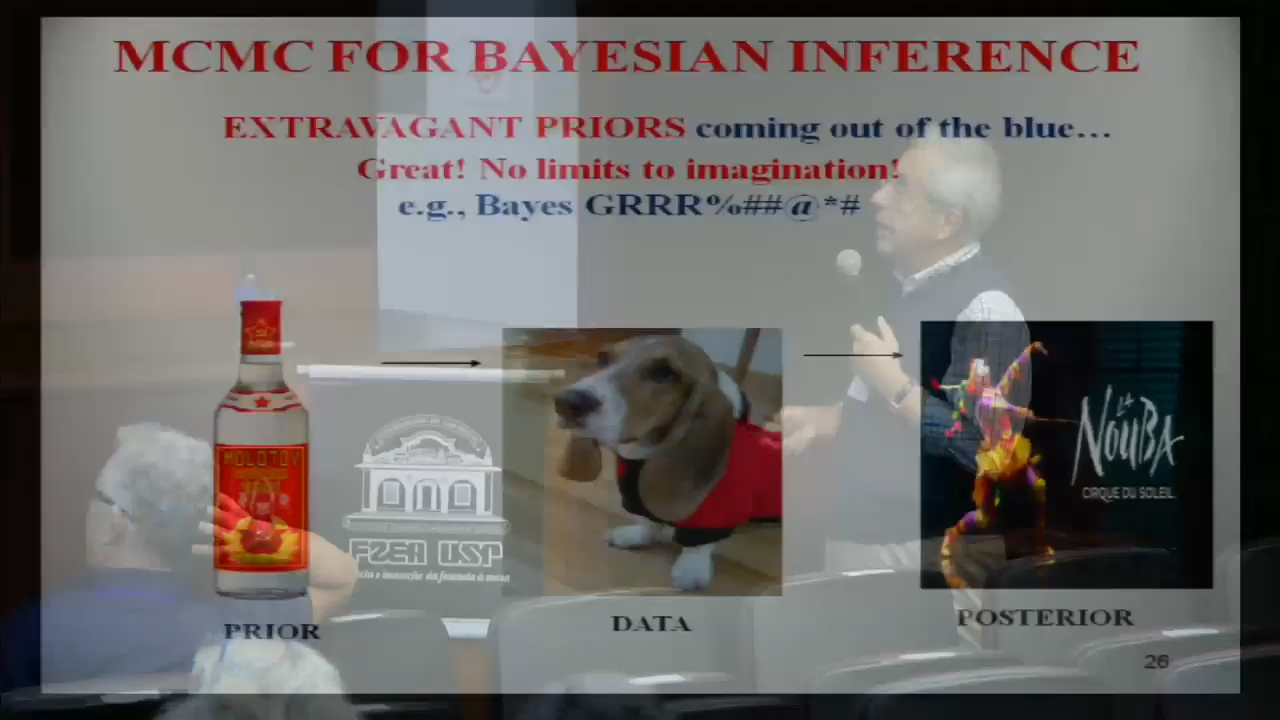 MCMC FOR BAYESIAN INFERENCE
EXTRAVAGANT PRIORS coming out of the blue...
Great! No limits to imagination!
e.g., Bayes GRRR%##@*#
MOLOTOV
FZEA USP
LA
NOUBA
CIRQUE DU SOLEIL
PRIOR
DATA
POSTERIOR
26